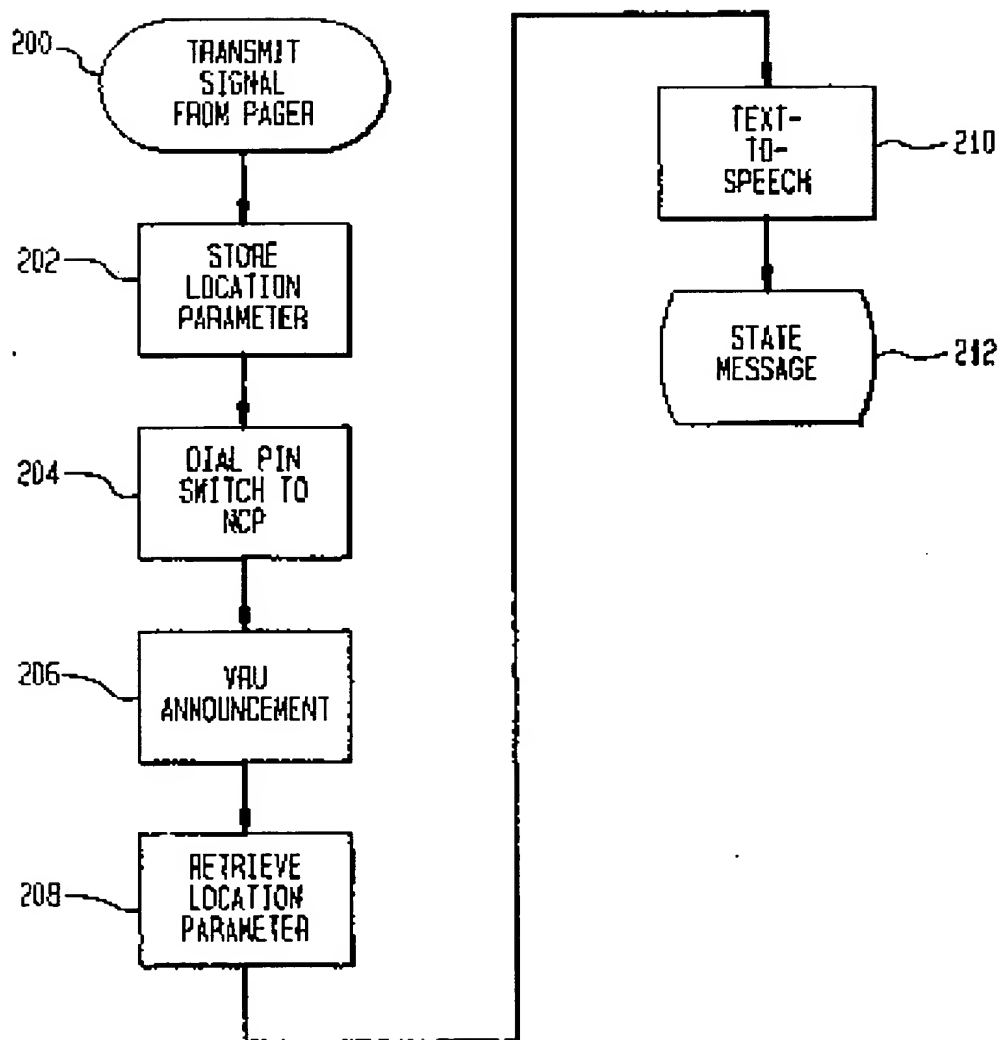 200
TRANSMIT
SIGNAL
FROM PAGER
202
STORE
LOCATION
PARAMETER
204
DIAL PIN
SWITCH TO
NCP
206
VRU
ANNOUNCEMENT
208
RETRIEVE
LOCATION
PARAMETER
TEXT-
TO-
SPEECH
210
STATE
MESSAGE
212